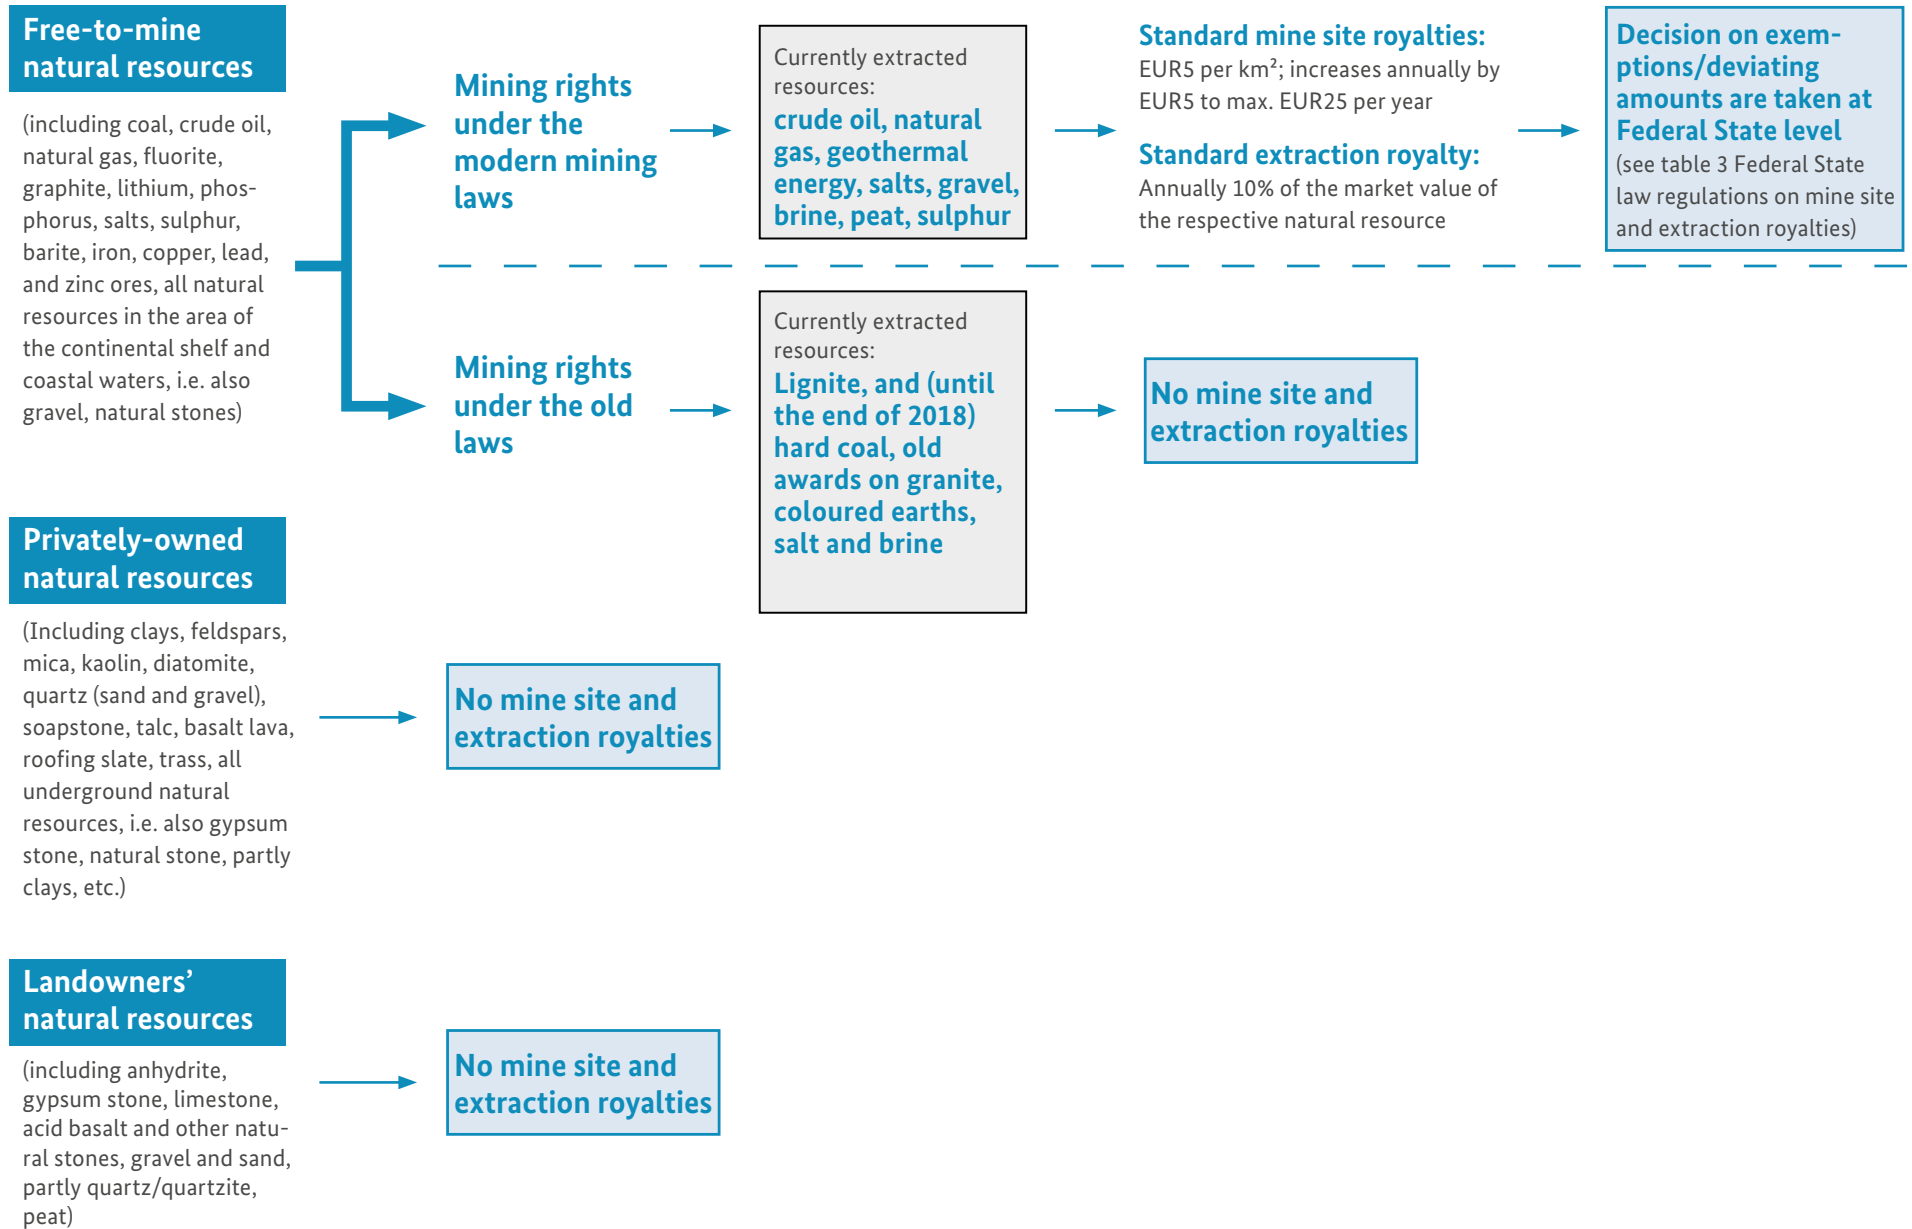 Free-to-mine
natural resources
(including coal, crude oil,
natural gas, fluorite,
graphite, lithium, phos-
phorus, salts, sulphur,
barite, iron, copper, lead,
and zinc ores, all natural
resources in the area of
the continental shelf and
coastal waters, i.e. also
gravel, natural stones)
Mining rights
under the
modern mining
laws
Currently extracted
resources:
crude oil, natural
gas, geothermal
energy, salts, gravel,
brine, peat, sulphur
Standard mine site royalties:
EUR5 per km²; increases annually by
EUR5 to max. EUR25 per year
Standard extraction royalty:
Annually 10% of the market value of
the respective natural resource
Decision on exem-
ptions/deviating
amounts are taken at
Federal State level
(see table 3 Federal State
law regulations on mine site
and extraction royalties)
Mining rights
under the old
laws
Currently extracted
resources:
Lignite, and (until
the end of 2018)
hard coal, old
awards on granite,
coloured earths,
salt and brine
No mine site and
extraction royalties
Privately-owned
natural resources
(Including clays, feldspars,
mica, kaolin, diatomite,
quartz (sand and gravel),
soapstone, talc, basalt lava,
roofing slate, trass, all
underground natural
resources, i.e. also gypsum
stone, natural stone, partly
clays, etc.)
No mine site and
extraction royalties
Landowners’
natural resources
(including anhydrite,
gypsum stone, limestone,
acid basalt and other natu-
ral stones, gravel and sand,
partly quartz/quartzite,
peat)
No mine site and
extraction royalties